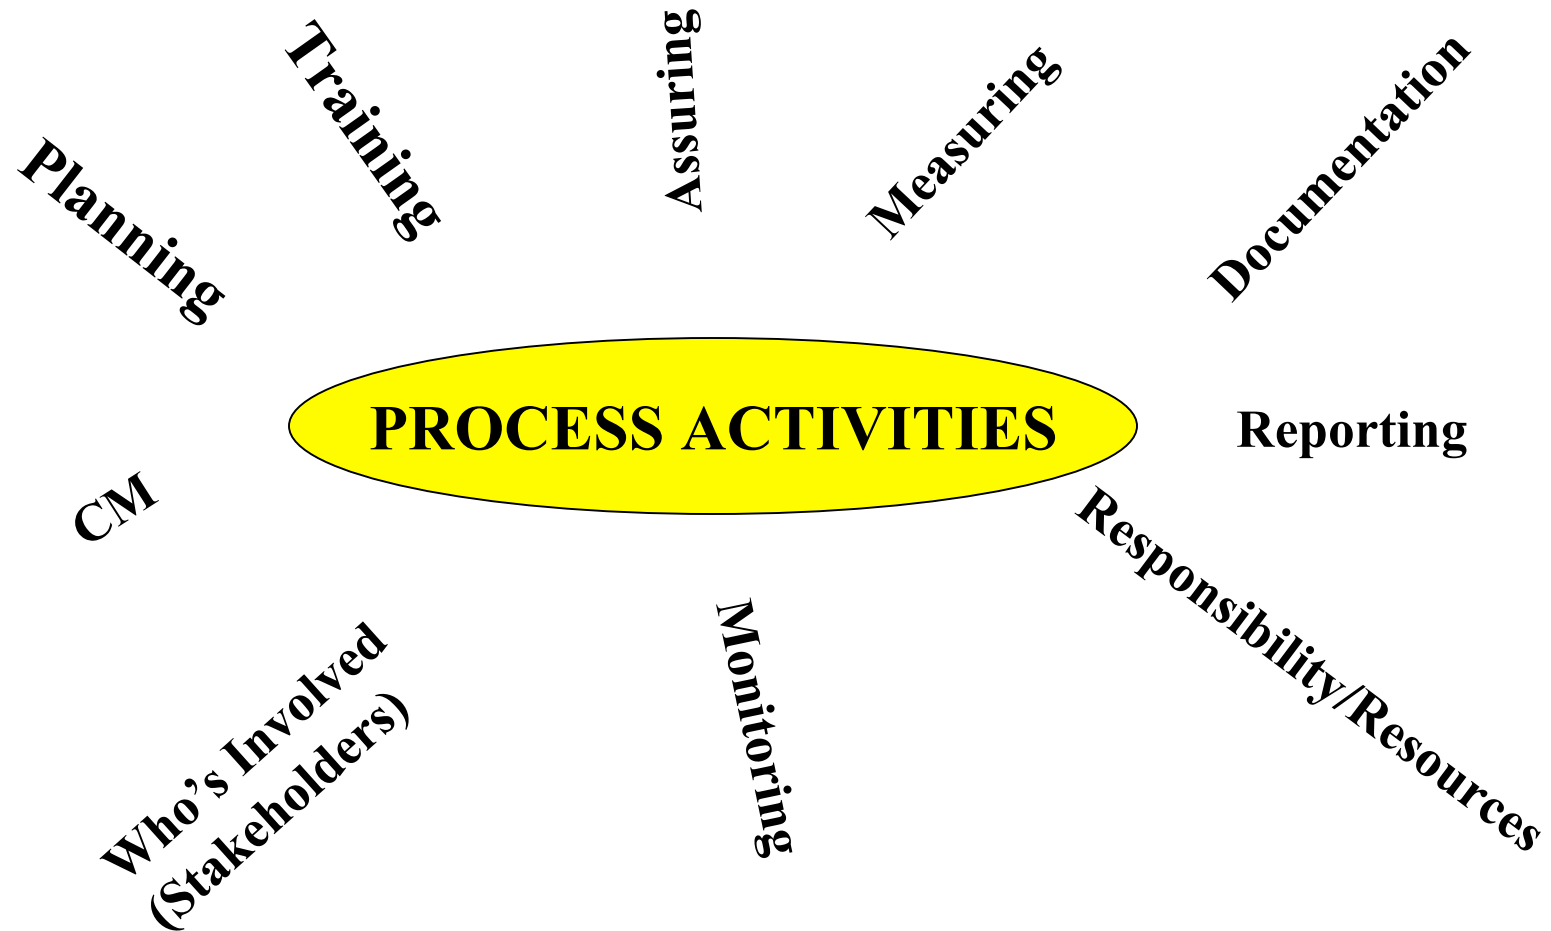 Training
Assuring
Measuring
Documentation
Planning
PROCESS ACTIVITIES
Reporting
CM
Responsibility/Resources
Who’s Involved
(Stakeholders)
Monitoring